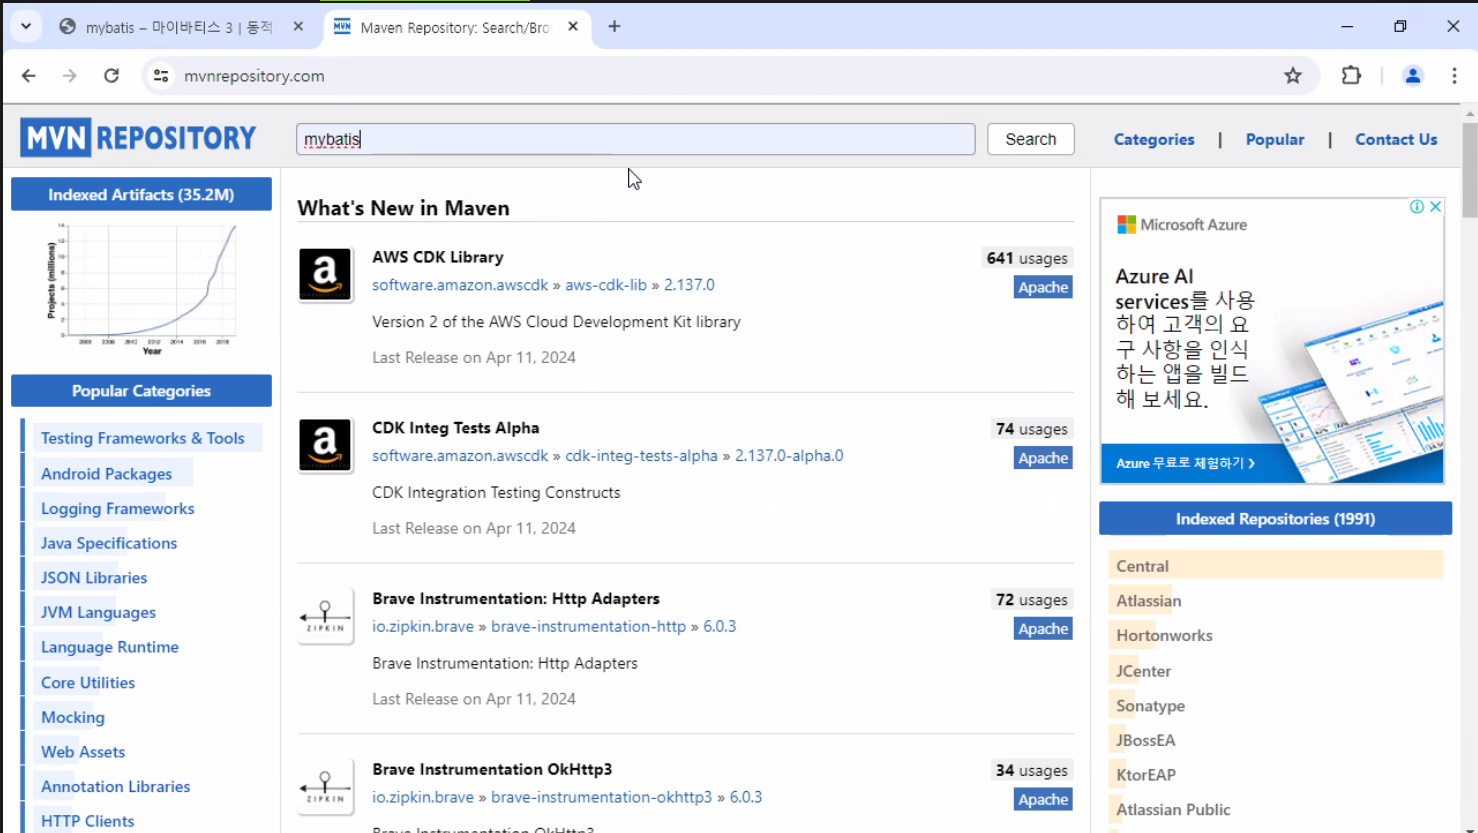 mybatis – 마이바티스 3 | 동적
Maven Repository: Search/Bro
mvnrepository.com
MVN REPOSITORY
mybatis
Search
Categories | Popular | Contact Us
Indexed Artifacts (35.2M)
Projects (millions)
Year
Popular Categories
Testing Frameworks & Tools
Android Packages
Logging Frameworks
Java Specifications
JSON Libraries
JVM Languages
Language Runtime
Core Utilities
Mocking
Web Assets
Annotation Libraries
HTTP Clients
What's New in Maven
AWS CDK Library
641 usages
software.amazon.awscdk » aws-cdk-lib » 2.137.0
Apache
Version 2 of the AWS Cloud Development Kit library
Last Release on Apr 11, 2024
CDK Integ Tests Alpha
74 usages
software.amazon.awscdk » cdk-integ-tests-alpha » 2.137.0-alpha.0
Apache
CDK Integration Testing Constructs
Last Release on Apr 11, 2024
ZIPKIN
Brave Instrumentation: Http Adapters
72 usages
io.zipkin.brave » brave-instrumentation-http » 6.0.3
Apache
Brave Instrumentation: Http Adapters
Last Release on Apr 11, 2024
ZIPKIN
Brave Instrumentation OkHttp3
34 usages
io.zipkin.brave » brave-instrumentation-okhttp3 » 6.0.3
Apache
Brave Instrumentation OkHttp3
Microsoft Azure
Azure AI
services를 사용
하여 고객의 요
구 사항을 인식
하는 앱을 빌드
해 보세요.
Azure 무료로 체험하기 ❯
Indexed Repositories (1991)
Central
Atlassian
Hortonworks
JCenter
Sonatype
JBossEA
KtorEAP
Atlassian Public